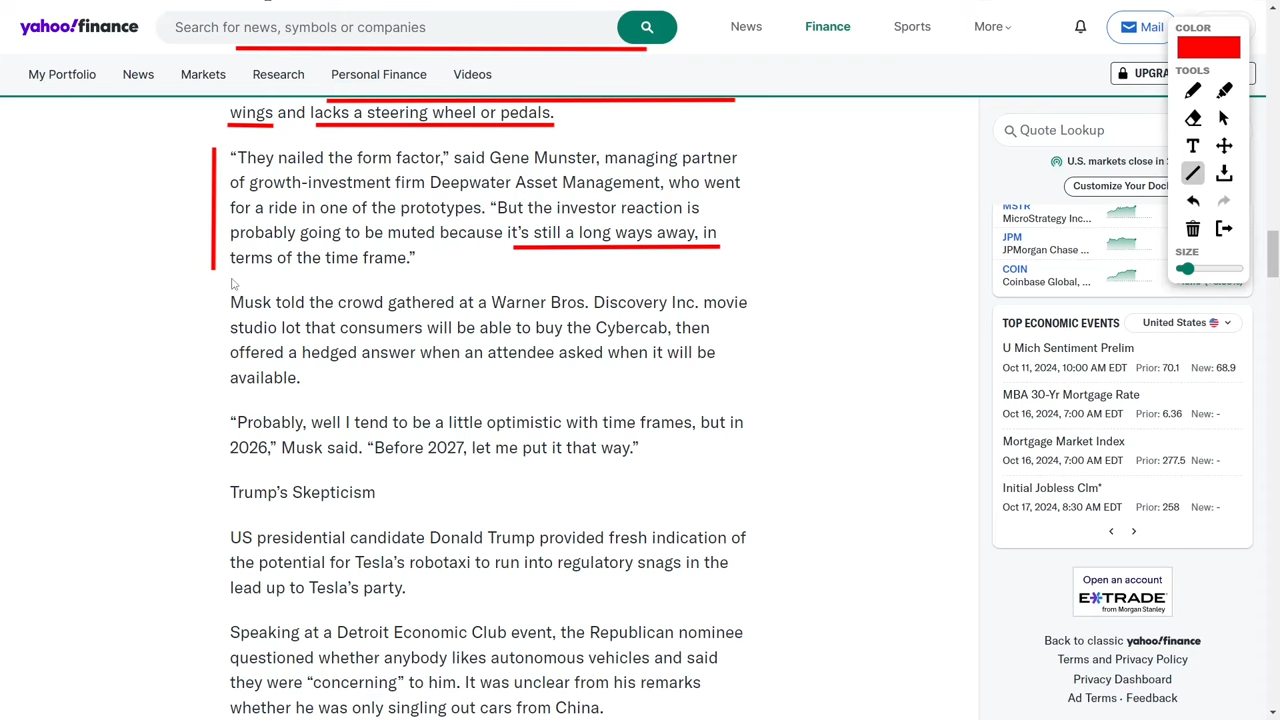 yahoo!finance
Search for news, symbols or companies
News
Finance
Sports
More
Mail
My Portfolio
News
Markets
Research
Personal Finance
Videos
UPGRA
COLOR
TOOLS
T
SIZE
wings and lacks a steering wheel or pedals.
“They nailed the form factor,” said Gene Munster, managing partner
of growth-investment firm Deepwater Asset Management, who went
for a ride in one of the prototypes. “But the investor reaction is
probably going to be muted because it’s still a long ways away, in
terms of the time frame.”
Musk told the crowd gathered at a Warner Bros. Discovery Inc. movie
studio lot that consumers will be able to buy the Cybercab, then
offered a hedged answer when an attendee asked when it will be
available.
“Probably, well I tend to be a little optimistic with time frames, but in
2026,” Musk said. “Before 2027, let me put it that way.”
Trump’s Skepticism
US presidential candidate Donald Trump provided fresh indication of
the potential for Tesla’s robotaxi to run into regulatory snags in the
lead up to Tesla’s party.
Speaking at a Detroit Economic Club event, the Republican nominee
questioned whether anybody likes autonomous vehicles and said
they were “concerning” to him. It was unclear from his remarks
whether he was only singling out cars from China.
Quote Lookup
U.S. markets close in
Customize Your Doc
MSTR
MicroStrategy Inc...
JPM
JPMorgan Chase ...
COIN
Coinbase Global, ...
TOP ECONOMIC EVENTS
United States
U Mich Sentiment Prelim
Oct 11, 2024, 10:00 AM EDT Prior: 70.1 New: 68.9
MBA 30-Yr Mortgage Rate
Oct 16, 2024, 7:00 AM EDT Prior: 6.36 New: -
Mortgage Market Index
Oct 16, 2024, 7:00 AM EDT Prior: 277.5 New: -
Initial Jobless Clm*
Oct 17, 2024, 8:30 AM EDT Prior: 258 New: -
Open an account
E*TRADE
from Morgan Stanley
Back to classic yahoo!finance
Terms and Privacy Policy
Privacy Dashboard
Ad Terms · Feedback